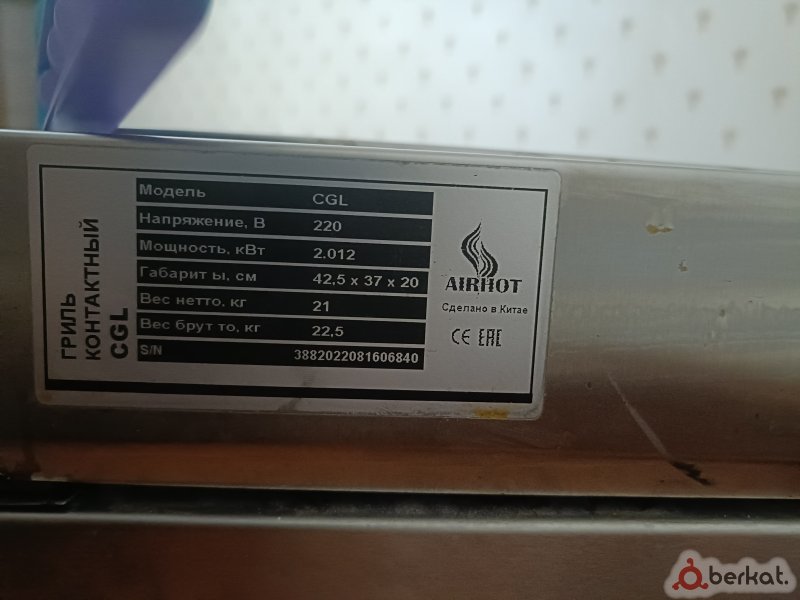 ГРИЛЬ
КОНТАКТНЫЙ
CGL
Модель CGL
Напряжение, В 220
Мощность, кВт 2.012
Габарит ы, см 42,5 x 37 x 20
Вес нетто, кг 21
Вес брут то, кг 22,5
S/N 3882022081606840
AIRHOT
Сделано в Китае
CE EAC
berkat.